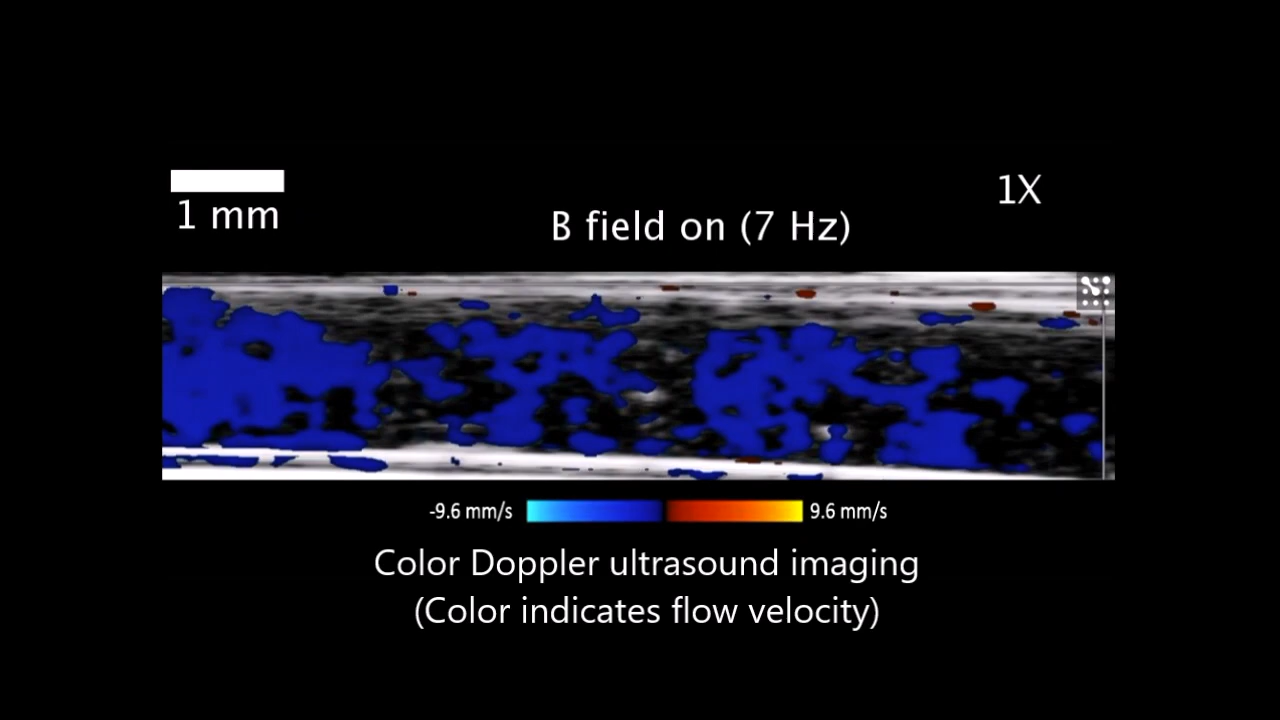 1X
1 mm
B field on (7 Hz)
-9.6 mm/s 9.6 mm/s
Color Doppler ultrasound imaging
(Color indicates flow velocity)